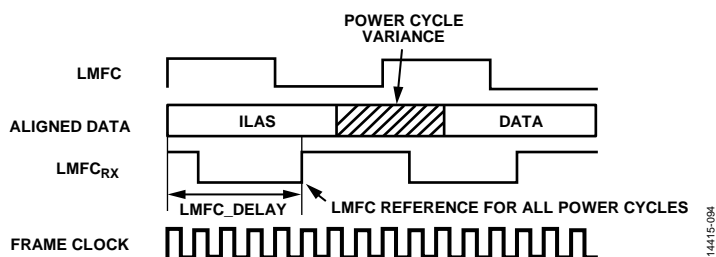 POWER CYCLE
VARIANCE
LMFC
ALIGNED DATA
ILAS
DATA
LMFCRX
LMFC_DELAY
LMFC REFERENCE FOR ALL POWER CYCLES
FRAME CLOCK
14415-094